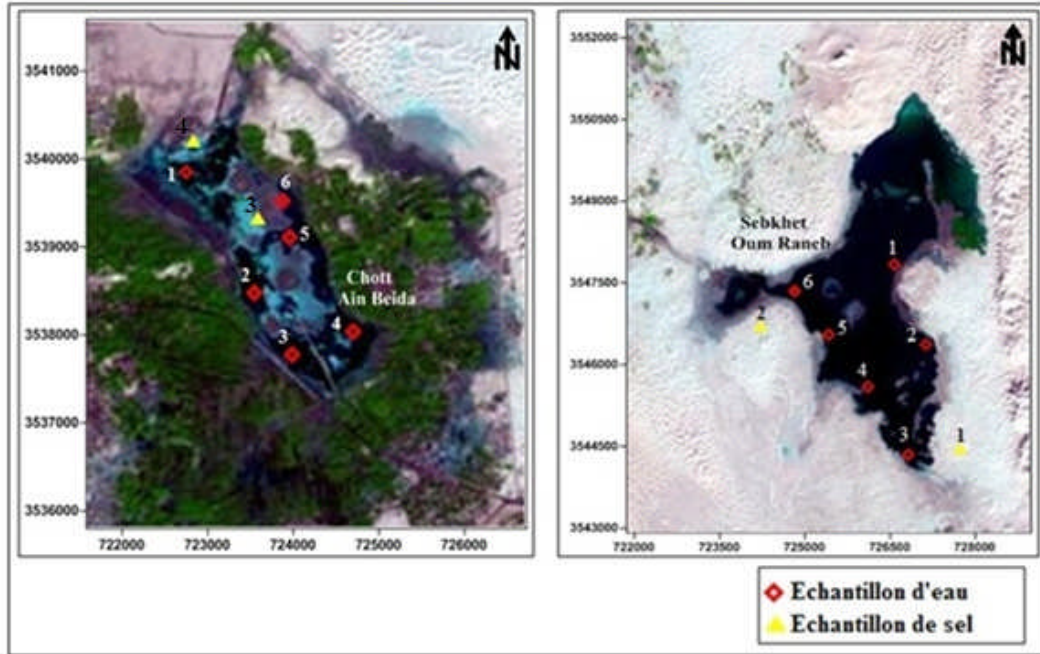 N
3541000
3540000
3539000
3538000
3537000
3536000
722000 723000 724000 725000 726000
4
1
3
6
5
2
3
4
Chott
Ain Beida
N
3552000
3550500
3549000
3547500
3546000
3544500
3543000
722000 723500 725000 726500 728000
Sebkhet
Oum Raneb
1
6
2
5
2
4
3
1
Echantillon d'eau
Echantillon de sel